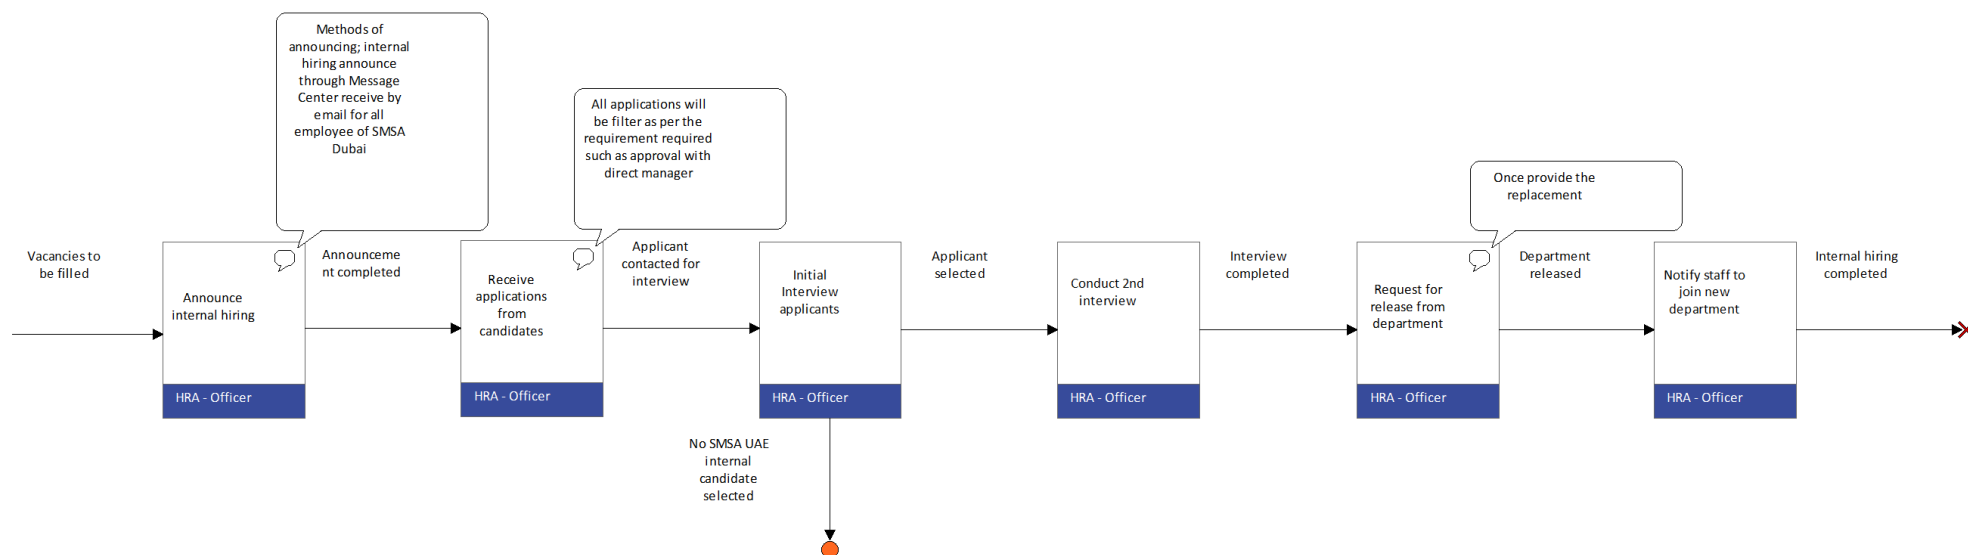 Methods of
announcing; internal
hiring announce
through Message
Center receive by
email for all
employee of SMSA
Dubai
All applications will
be filter as per the
requirement required
such as approval with
direct manager
Once provide the
replacement
Vacancies to
be filled
Announce
internal hiring
HRA - Officer
Announceme
nt completed
Receive
applications
from
candidates
HRA - Officer
Applicant
contacted for
interview
Initial
Interview
applicants
HRA - Officer
No SMSA UAE
internal
candidate
selected
Applicant
selected
Conduct 2nd
interview
HRA - Officer
Interview
completed
Request for
release from
department
HRA - Officer
Department
released
Notify staff to
join new
department
HRA - Officer
Internal hiring
completed